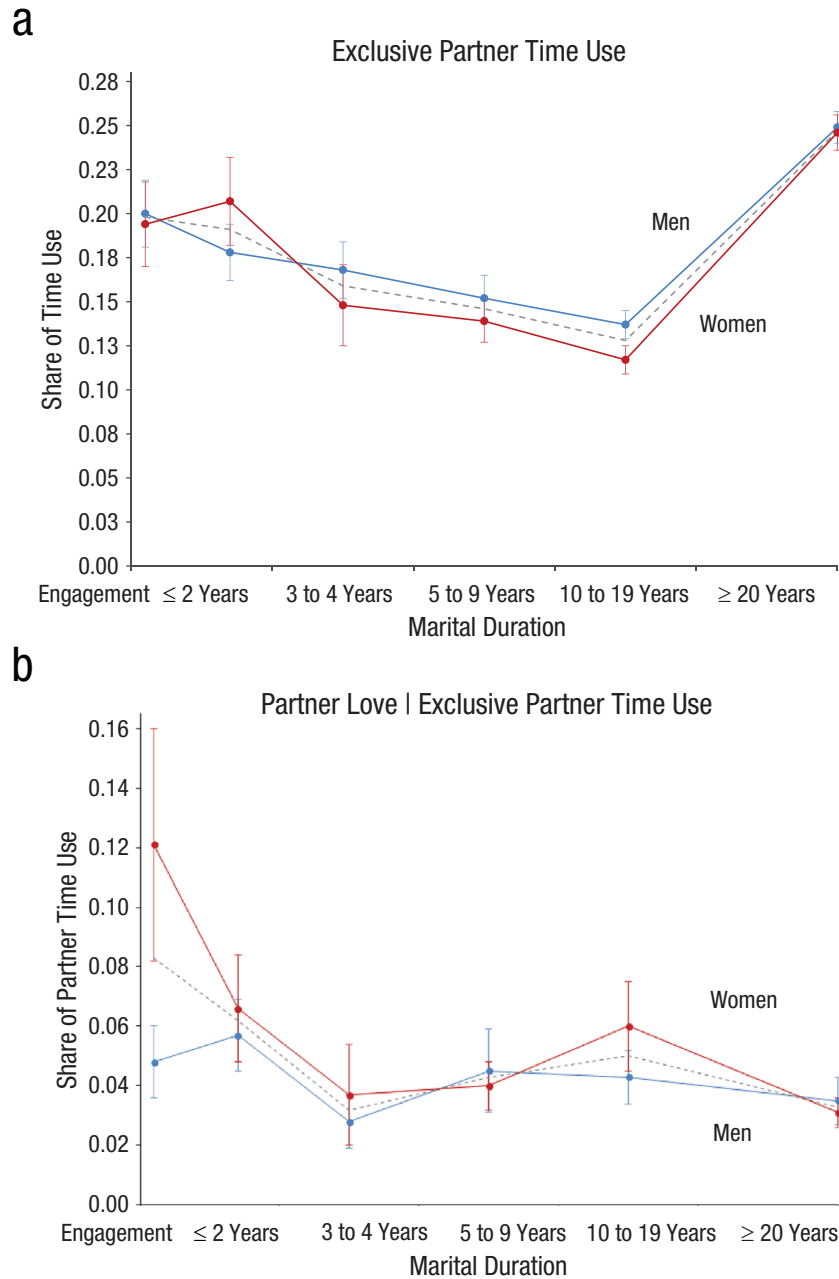 a
Exclusive Partner Time Use
0.28
0.25
0.23
0.20
0.18
0.15
0.13
0.10
0.08
0.05
0.03
0.00
Share of Time Use
Men
Women
Engagement ≤ 2 Years 3 to 4 Years 5 to 9 Years 10 to 19 Years ≥ 20 Years
Marital Duration
b
Partner Love | Exclusive Partner Time Use
0.16
0.14
0.12
0.10
0.08
0.06
0.04
0.02
0.00
Share of Partner Time Use
Women
Men
Engagement ≤ 2 Years 3 to 4 Years 5 to 9 Years 10 to 19 Years ≥ 20 Years
Marital Duration